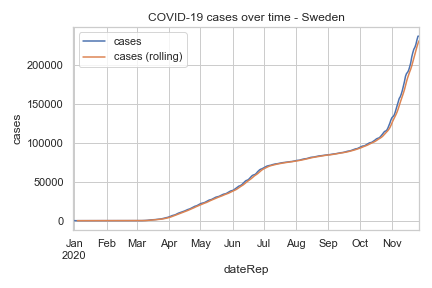 COVID-19 cases over time - Sweden
cases
cases (rolling)
200000
150000
100000
50000
0
cases
Jan Feb Mar Apr May Jun Jul Aug Sep Oct Nov
2020
dateRep